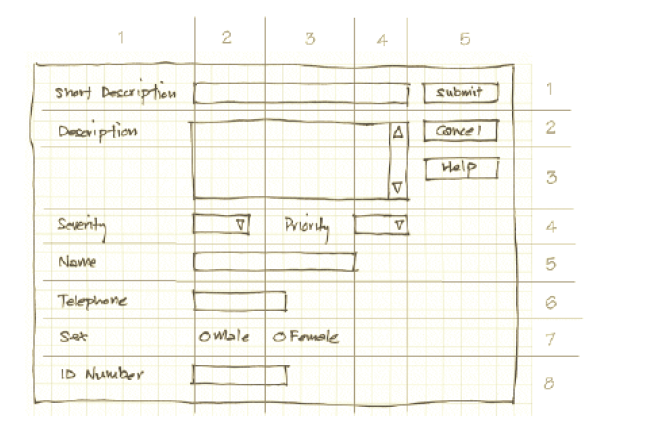 1 2 3 4 5
Short Description Submit 1
Description Cancel 2
Help 3
Severity Priority 4
Name 5
Telephone 6
Sex Male Female 7
ID Number 8